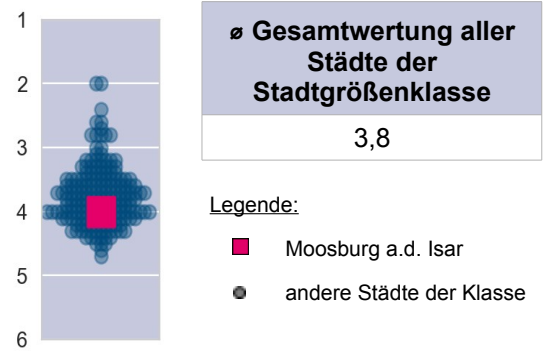 1
2
3
4
5
6
ø Gesamtwertung aller
Städte der
Stadtgrößenklasse
3,8
Legende:
Moosburg a.d. Isar
andere Städte der Klasse